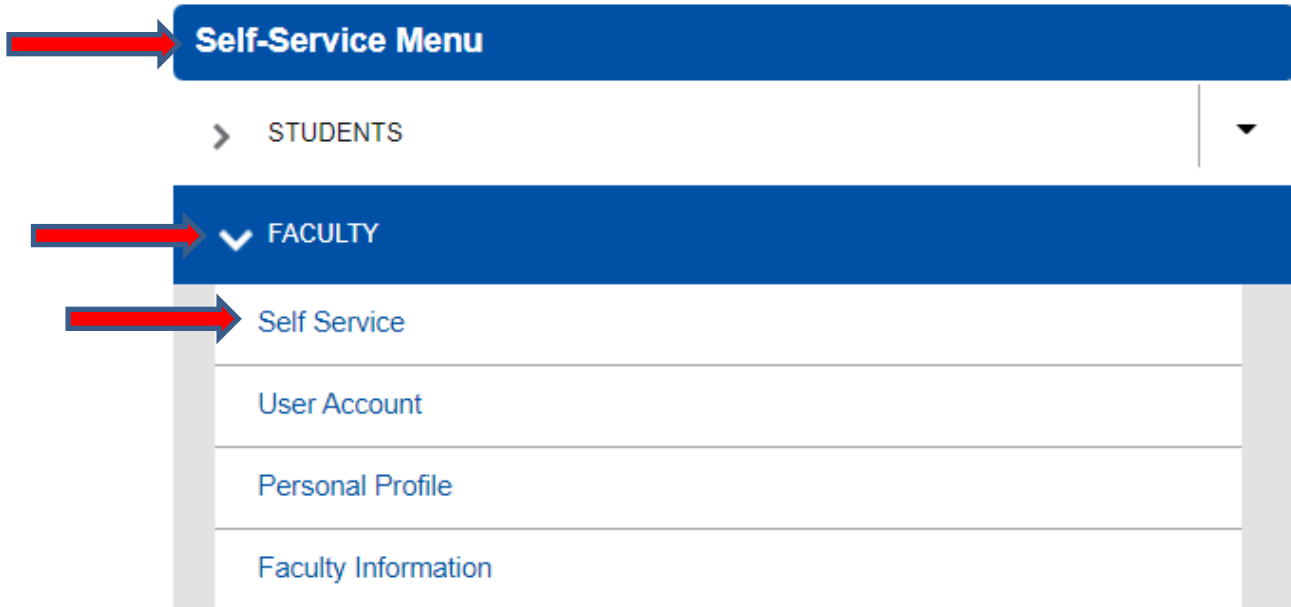 Self-Service Menu
STUDENTS
FACULTY
Self Service
User Account
Personal Profile
Faculty Information